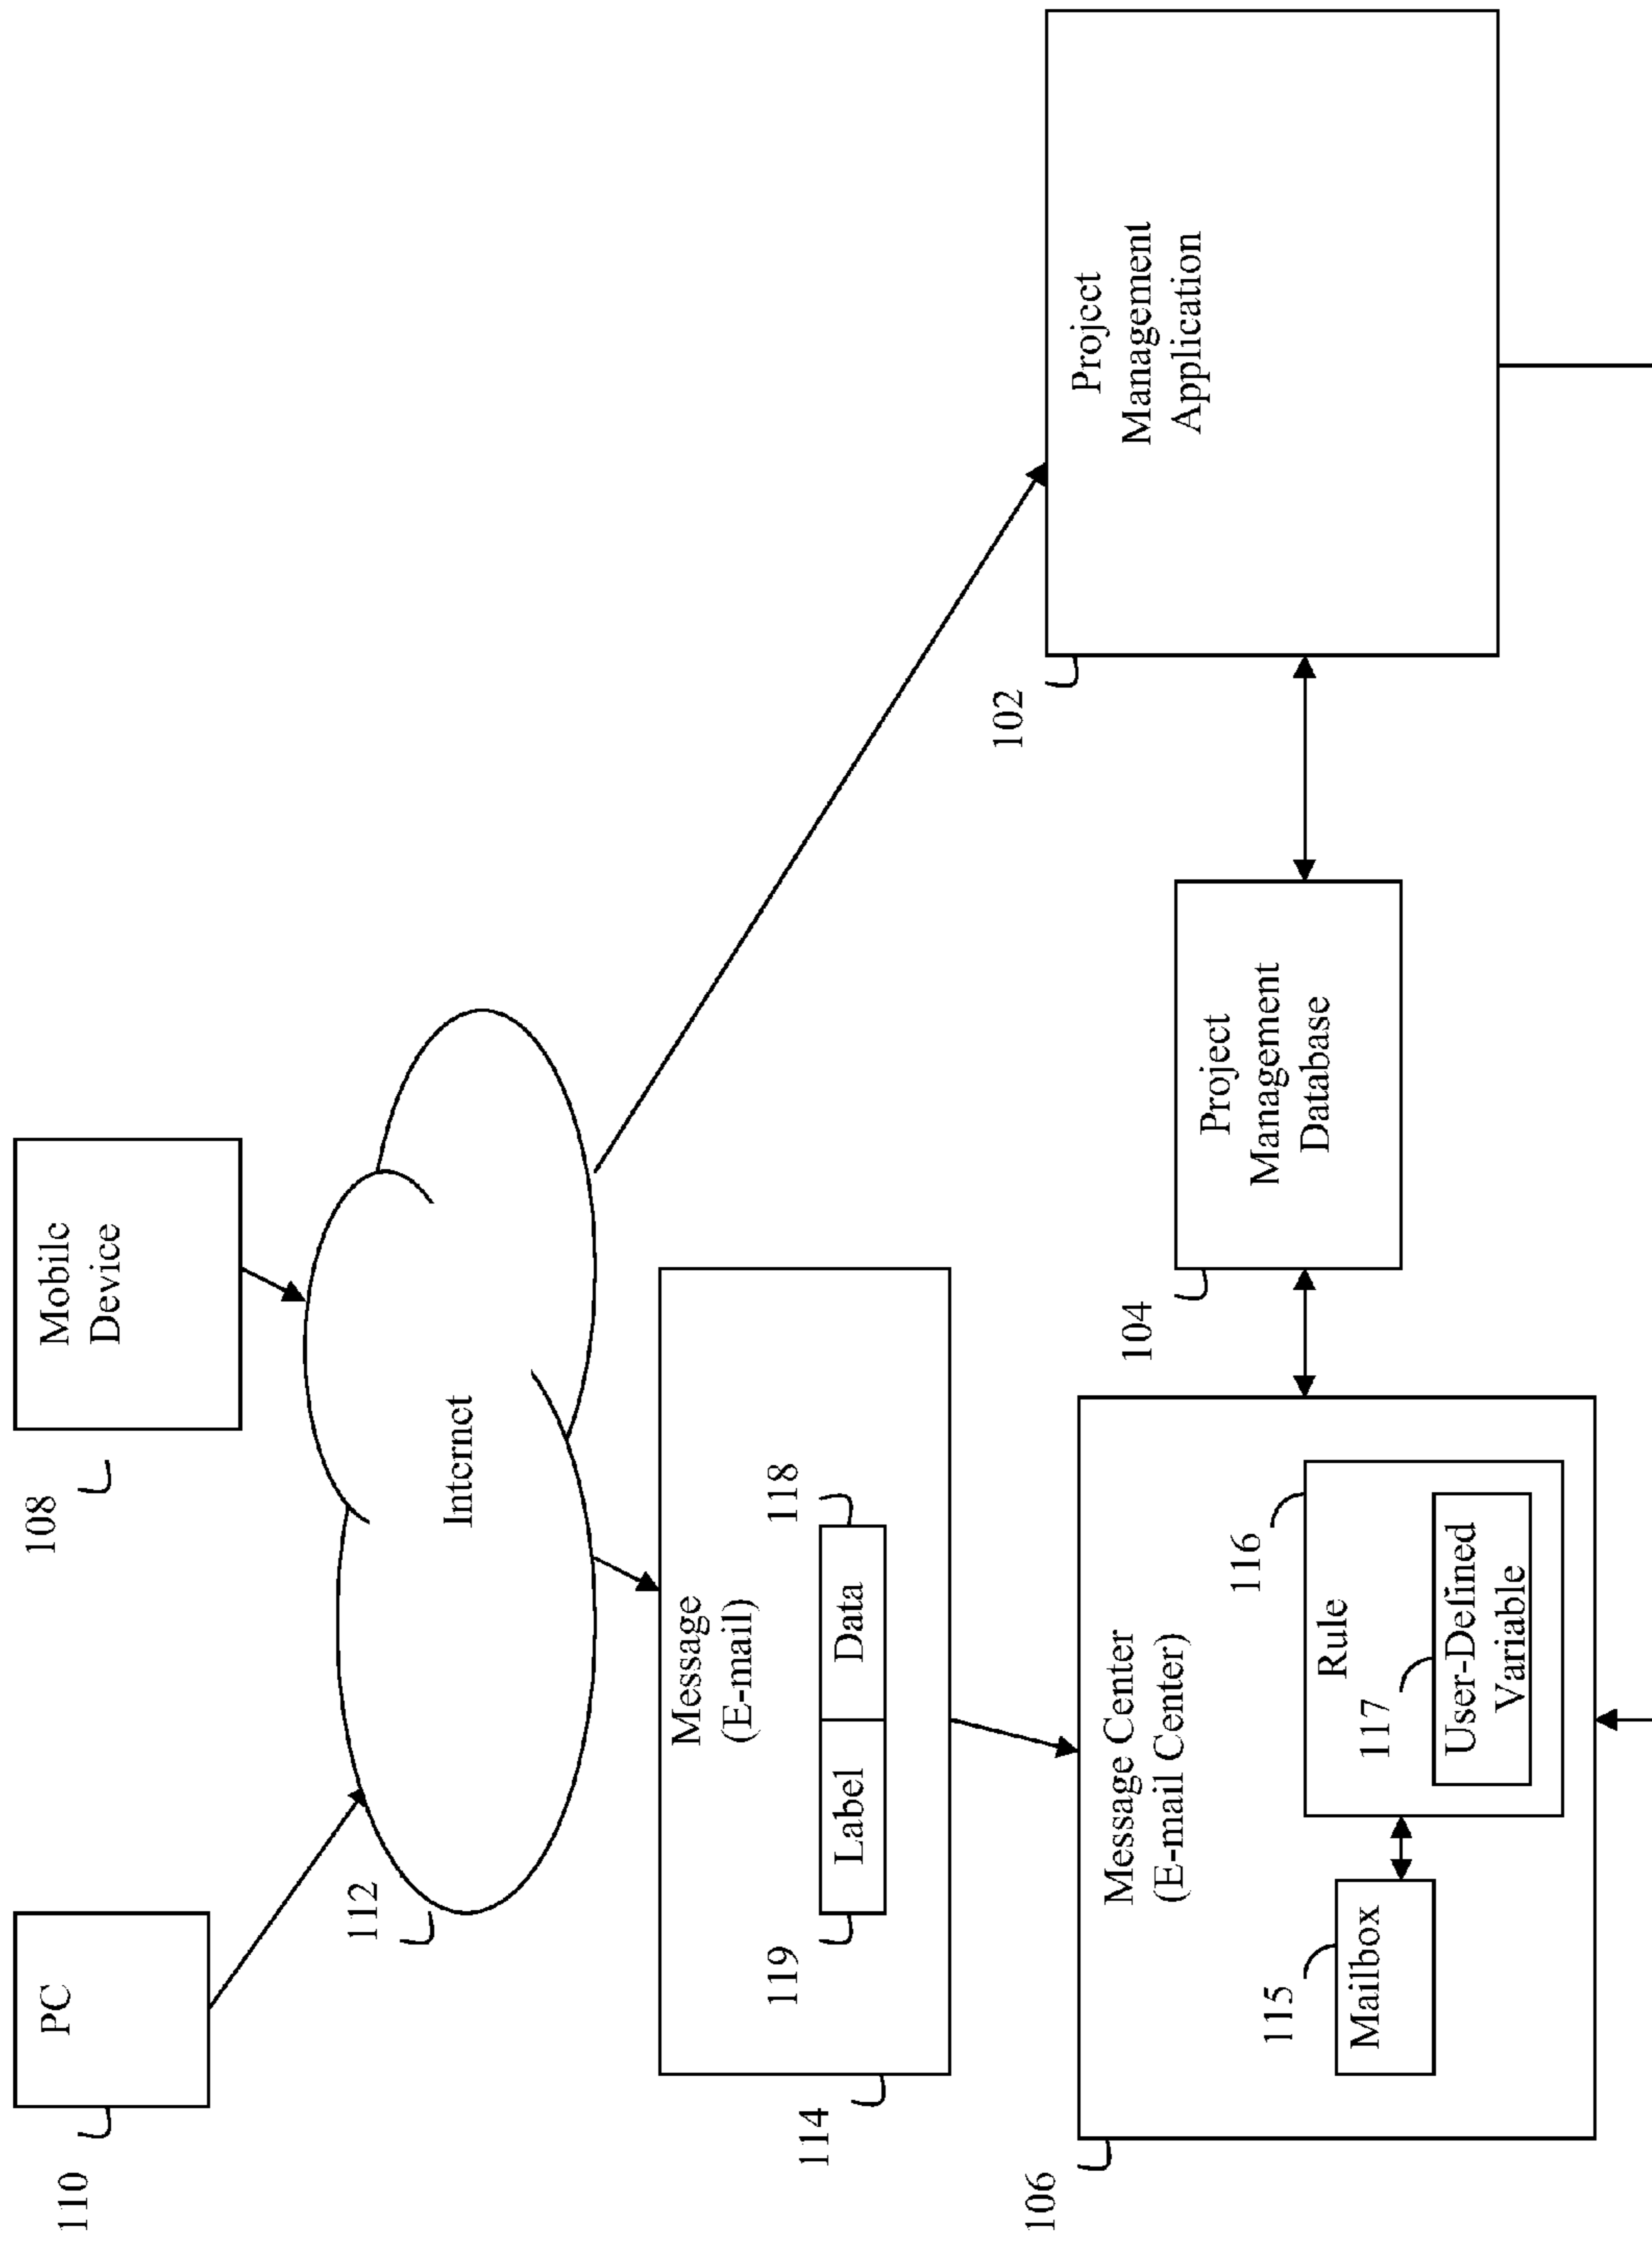 110
PC
108
Mobile
Device
112
Internet
114
Message
(E-mail)
119
Label
Data
118
102
Project
Management
Application
104
Project
Management
Database
106
Message Center
(E-mail Center)
115
Mailbox
116
Rule
117
User-Defined
Variable